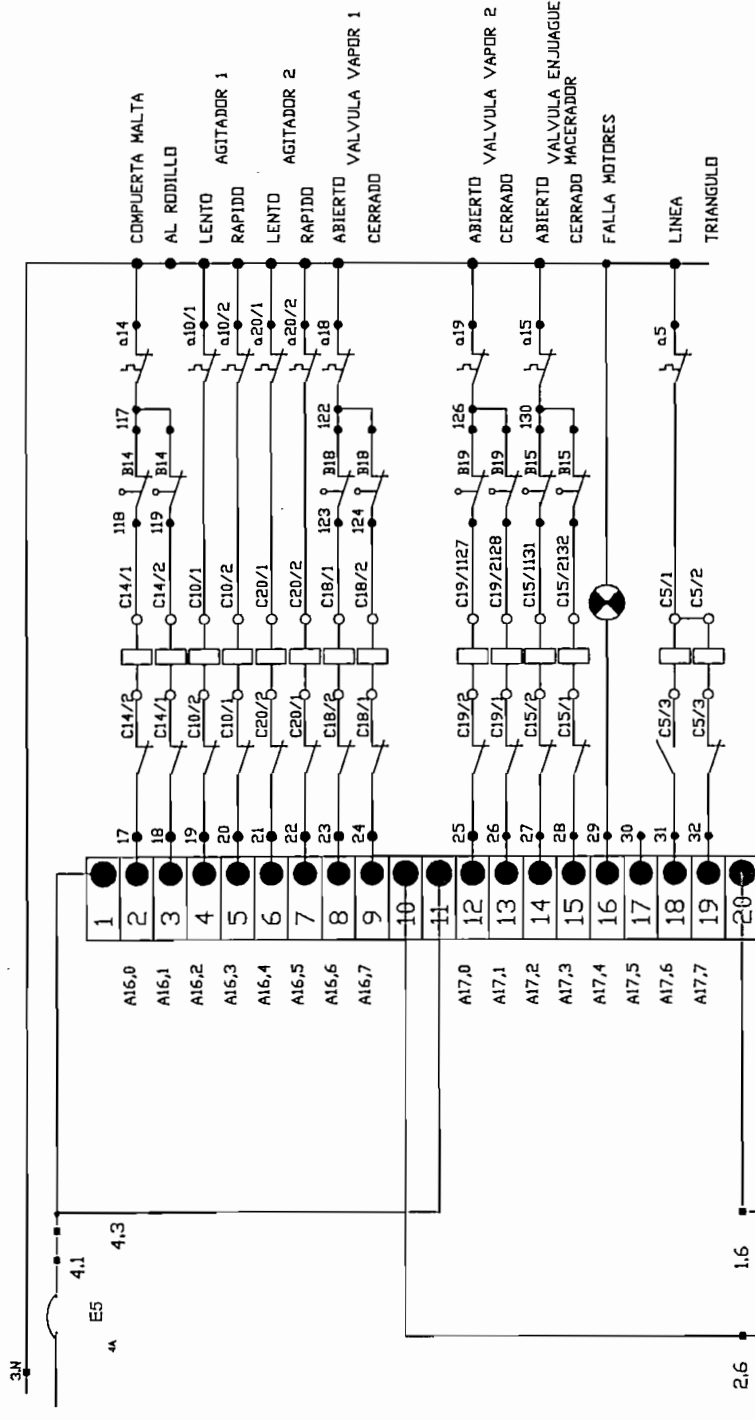 3.N
E5
4A
4.1
4.3
2.6
1.6
A16,0
A16,1
A16,2
A16,3
A16,4
A16,5
A16,6
A16,7
A17,0
A17,1
A17,2
A17,3
A17,4
A17,5
A17,6
A17,7
1
2
3
4
5
6
7
8
9
10
11
12
13
14
15
16
17
18
19
20
17 C14/2 C14/1 118 B14 117 a14 COMPUERTA MALTA
18 C14/1 C14/2 119 B14 AL RODILLO
19 C10/2 C10/1 a10/1 LENTO
AGITADOR 1
20 C10/1 C10/2 a10/2 RAPIDO
21 C20/2 C20/1 a20/1 LENTO
AGITADOR 2
22 C20/1 C20/2 a20/2 RAPIDO
23 C18/2 C18/1 123 B18 122 a18 ABIERTO
VALVULA VAPOR 1
24 C18/1 C18/2 124 B18 CERRADO
25 C19/2 C19/1127 B19 126 a19 ABIERTO
VALVULA VAPOR 2
26 C19/1 C19/2128 B19 CERRADO
27 C15/2 C15/1131 B15 130 a15 ABIERTO
VALVULA ENJUAGUE
MACERADOR
28 C15/1 C15/2132 B15 CERRADO
29 FALLA MOTORES
30
31 C5/3 C5/1 a5 LINEA
32 C5/3 C5/2 TRIANGULO